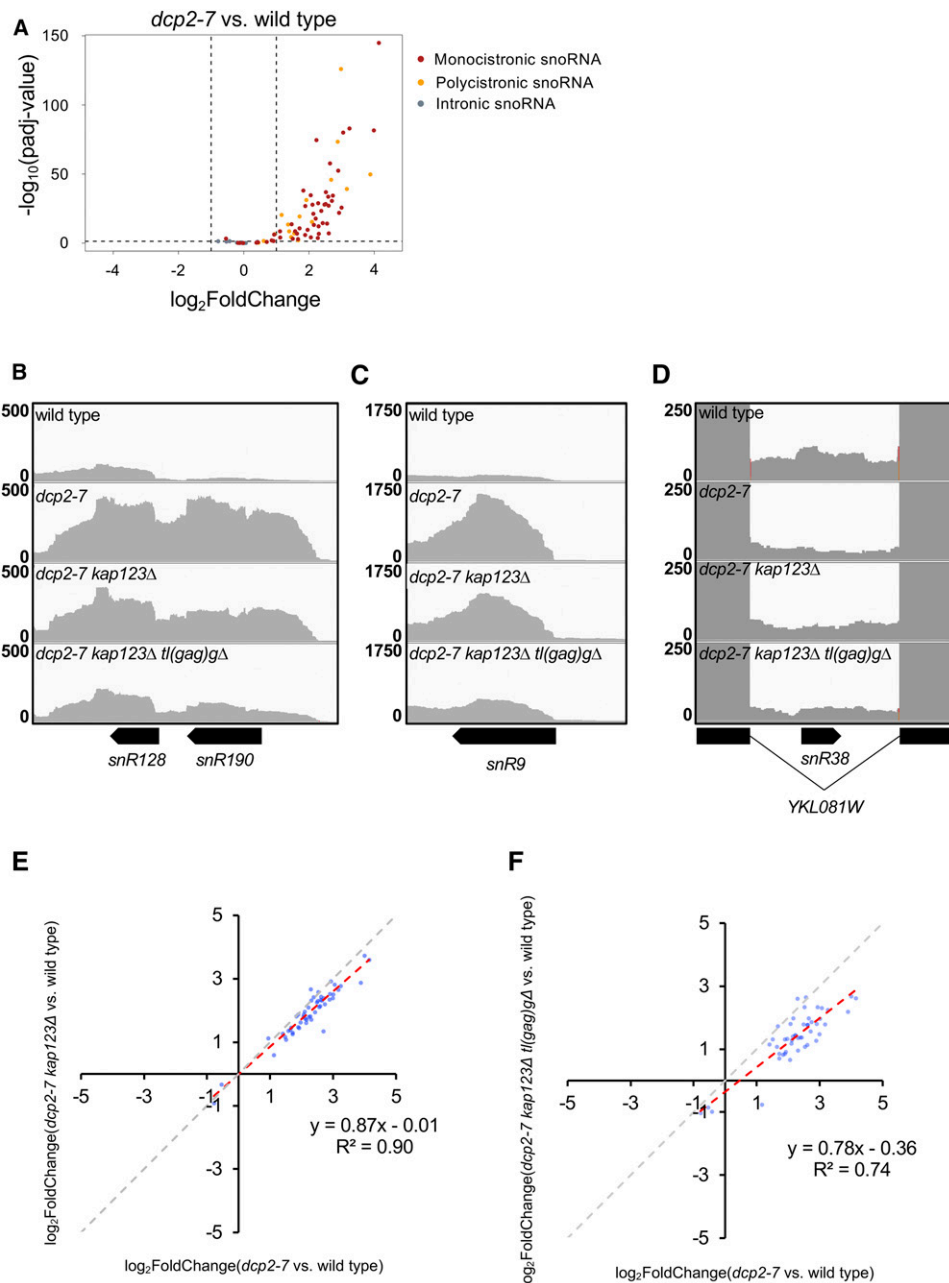 A
dcp2-7 vs. wild type
150
100
50
0
-4 -2 0 2 4
-log10(padj-value)
log2FoldChange
Monocistronic snoRNA
Polycistronic snoRNA
Intronic snoRNA
B
500
wild type
0
500
dcp2-7
0
500
dcp2-7 kap123Δ
0
500
dcp2-7 kap123Δ tl(gag)gΔ
0
snR128 snR190
C
1750
wild type
0
1750
dcp2-7
0
1750
dcp2-7 kap123Δ
0
1750
dcp2-7 kap123Δ tl(gag)gΔ
0
snR9
D
250
wild type
0
250
dcp2-7
0
250
dcp2-7 kap123Δ
0
250
dcp2-7 kap123Δ tl(gag)gΔ
0
snR38
YKL081W
E
log2FoldChange(dcp2-7 kap123Δ vs. wild type)
5
3
1
-5 -3 -1 1 3 5
-1
-3
-5
y = 0.87x - 0.01
R² = 0.90
log2FoldChange(dcp2-7 vs. wild type)
F
og2FoldChange(dcp2-7 kap123Δ tl(gag)gΔ vs. wild type)
5
3
1
-5 -3 -1 1 3 5
-1
-3
-5
y = 0.78x - 0.36
R² = 0.74
log2FoldChange(dcp2-7 vs. wild type)